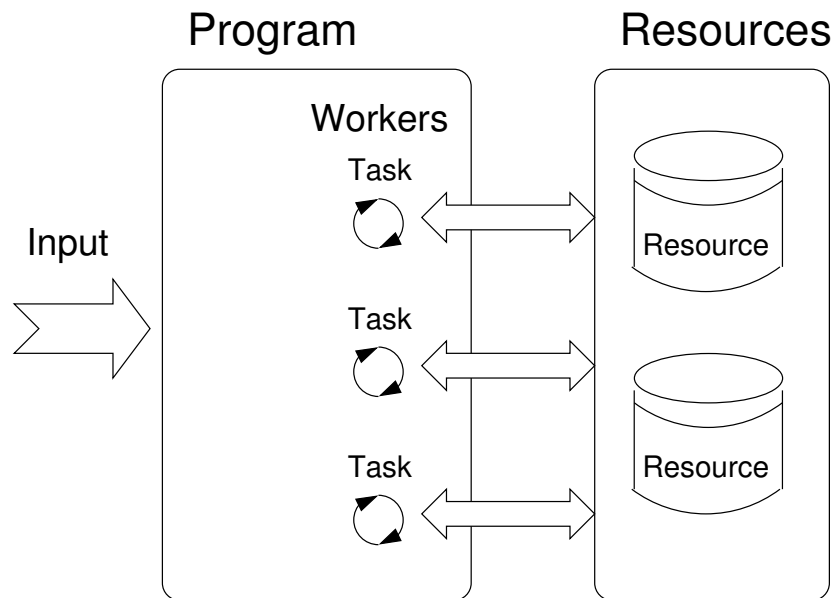 Program
Resources
Workers
Task
Input
Resource
Task
Task
Resource